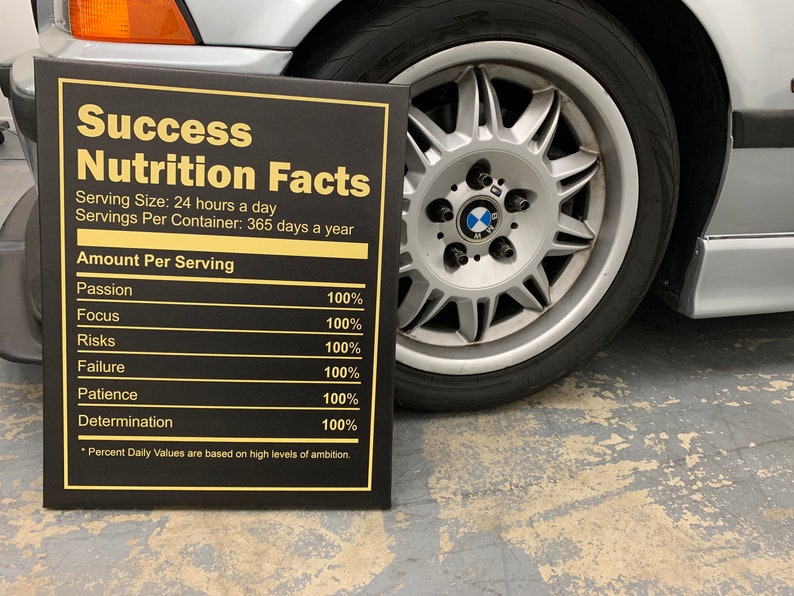 Success
Nutrition Facts
Serving Size: 24 hours a day
Servings Per Container: 365 days a year
Amount Per Serving
Passion 100%
Focus 100%
Risks 100%
Failure 100%
Patience 100%
Determination 100%
* Percent Daily Values are based on high levels of ambition.
BMW